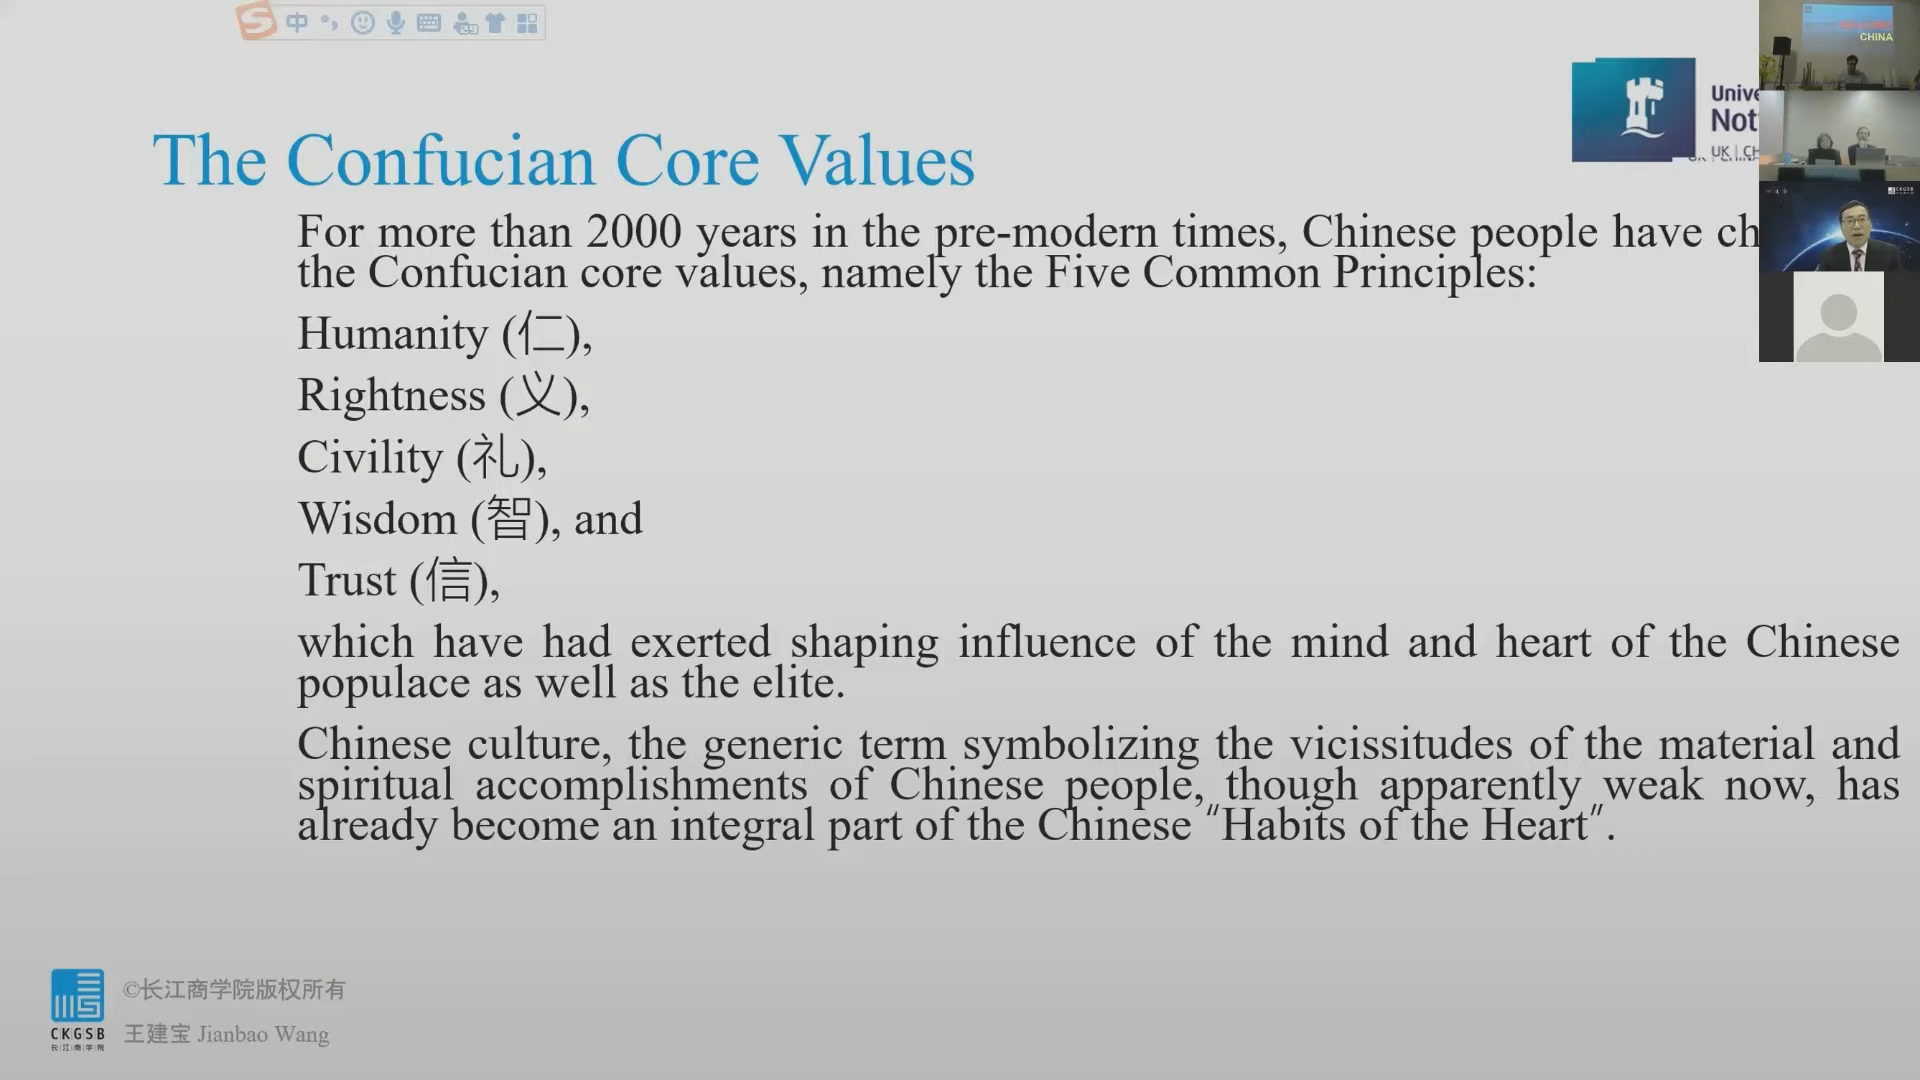 中
29
CHINA
The Confucian Core Values
UK
For more than 2000 years in the pre-modern times, Chinese people have
the Confucian core values, namely the Five Common Principles:
Humanity (仁),
Rightness (义),
Civility (礼),
Wisdom (智), and
Trust (信),
which have had exerted shaping influence of the mind and heart of the Chinese
populace as well as the elite.
Chinese culture, the generic term symbolizing the vicissitudes of the material and
spiritual accomplishments of Chinese people, though apparently weak now, has
already become an integral part of the Chinese "Habits of the Heart".
©长江商学院版权所有
CKGSB
长江商学院
王建宝 Jianbao Wang